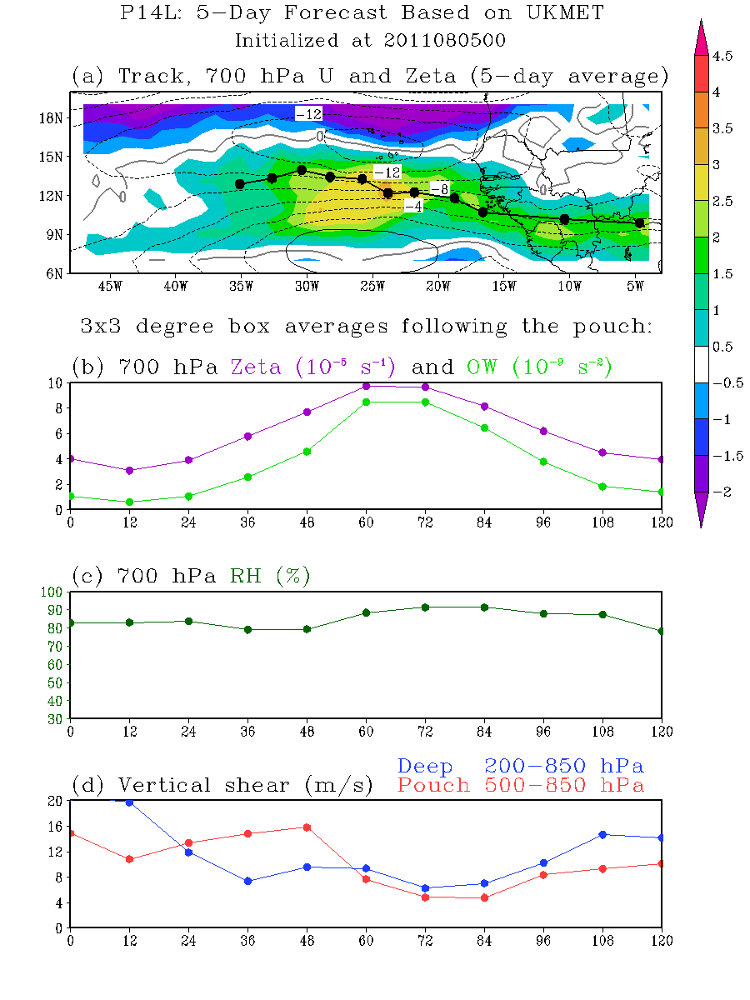 P14L: 5-Day Forecast Based on UKMET
Initialized at 2011080500
(a) Track, 700 hPa U and Zeta (5-day average)
18N
15N
12N
9N
6N
-12
0
-12
-8
-4
0
0
45W 40W 35W 30W 25W 20W 15W 10W 5W
4.5
4
3.5
3
2.5
2
1.5
1
0.5
-0.5
-1
-1.5
-2
3x3 degree box averages following the pouch:
(b) 700 hPa Zeta (10⁻⁵ s⁻¹) and OW (10⁻⁹ s⁻²)
10
8
6
4
2
0
0 12 24 36 48 60 72 84 96 108 120
(c) 700 hPa RH (%)
100
90
80
70
60
50
40
30
0 12 24 36 48 60 72 84 96 108 120
Deep 200-850 hPa
(d) Vertical shear (m/s) Pouch 500-850 hPa
20
16
12
8
4
0
0 12 24 36 48 60 72 84 96 108 120